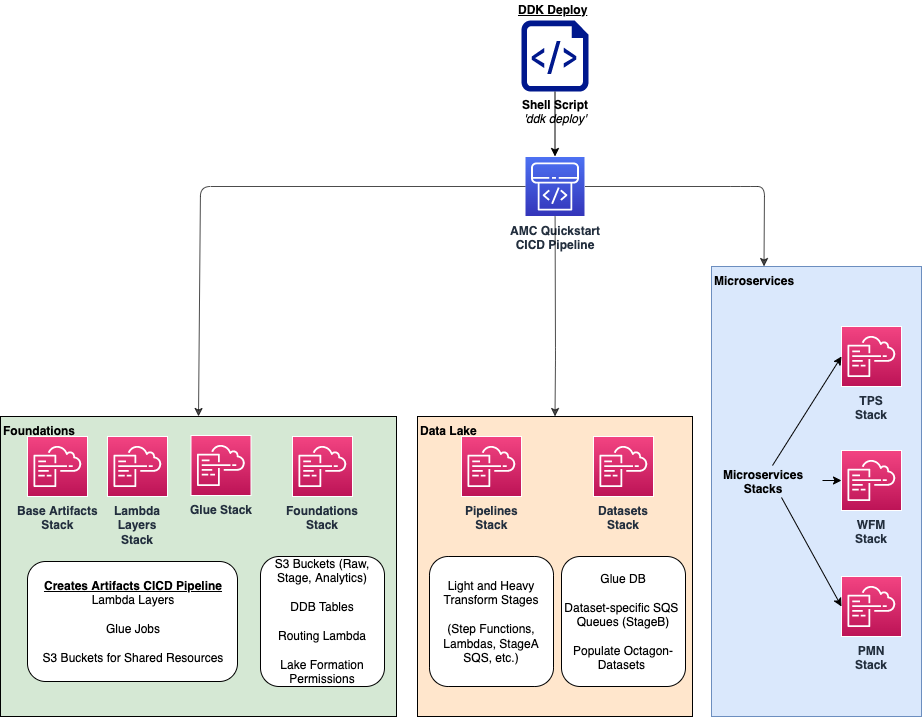 DDK Deploy
</>
Shell Script
'ddk deploy'
</>
AMC Quickstart
CICD Pipeline
Foundations
Base Artifacts
Stack
Lambda
Layers
Stack
Glue Stack
Foundations
Stack
Creates Artifacts CICD Pipeline
Lambda Layers
Glue Jobs
S3 Buckets for Shared Resources
S3 Buckets (Raw,
Stage, Analytics)
DDB Tables
Routing Lambda
Lake Formation
Permissions
Data Lake
Pipelines
Stack
Datasets
Stack
Light and Heavy
Transform Stages
(Step Functions,
Lambdas, StageA
SQS, etc.)
Glue DB
Dataset-specific SQS
Queues (StageB)
Populate Octagon-
Datasets
Microservices
Microservices
Stacks
TPS
Stack
WFM
Stack
PMN
Stack